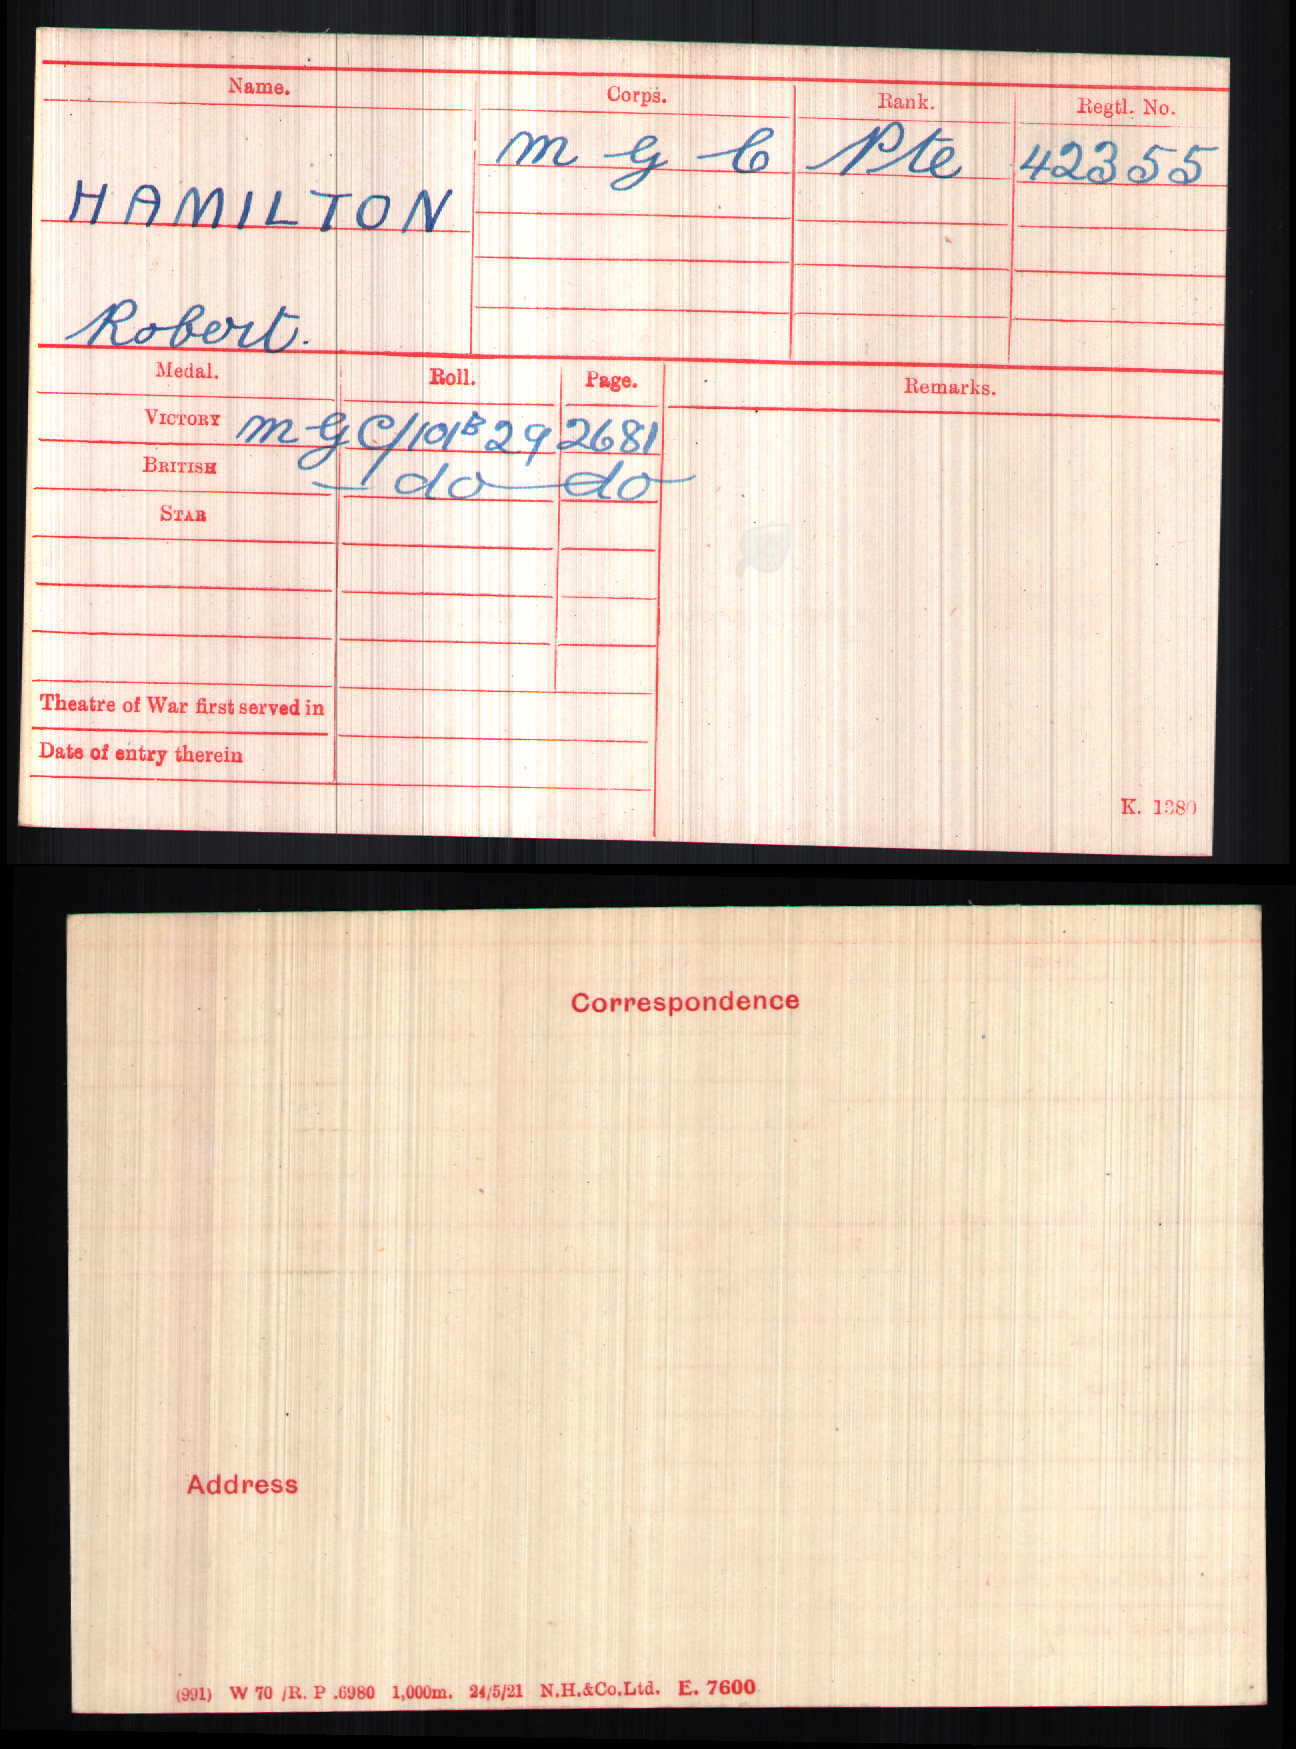 Name. Corps. Rank. Regtl. No.
M G C Pte 42355
HAMILTON
Robert.
Medal. Roll. Page. Remarks.
VICTORY MGC/101B29 2681
BRITISH do do
STAR
Theatre of War first served in
Date of entry therein
K. 1380
Correspondence
Address
(991) W 70 /R. P .6980 1,000m. 24/5/21 N.H.&Co.Ltd. E. 7600